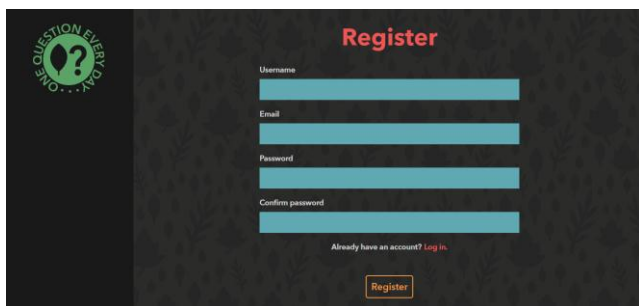 ONE QUESTION EVERY DAY....
?
Register
Username
Email
Password
Confirm password
Already have an account? Log in.
Register